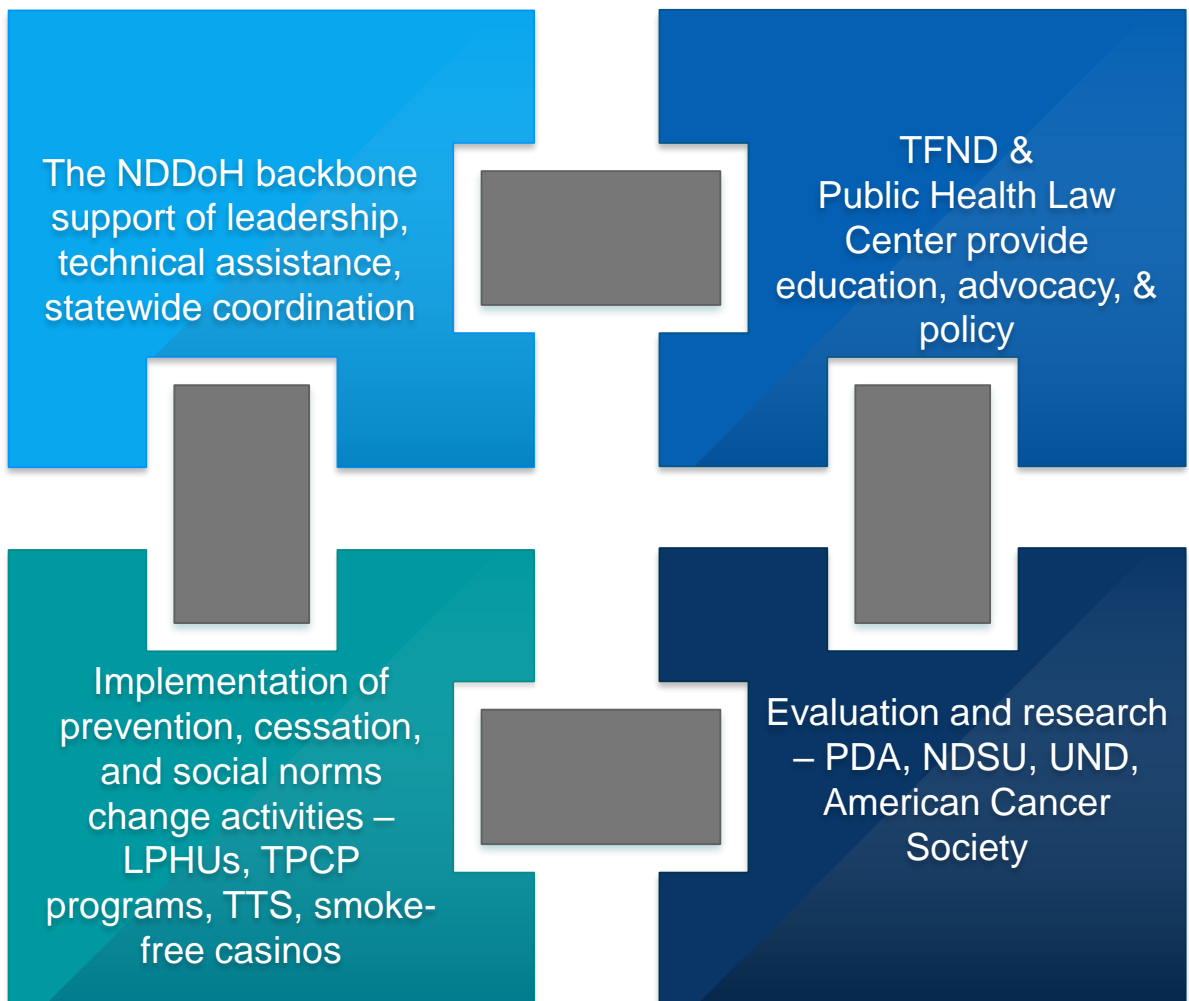 The NDDoH backbone
support of leadership,
technical assistance,
statewide coordination
TFND &
Public Health Law
Center provide
education, advocacy, &
policy
Implementation of
prevention, cessation,
and social norms
change activities –
LPHUs, TPCP
programs, TTS, smoke-
free casinos
Evaluation and research
– PDA, NDSU, UND,
American Cancer
Society